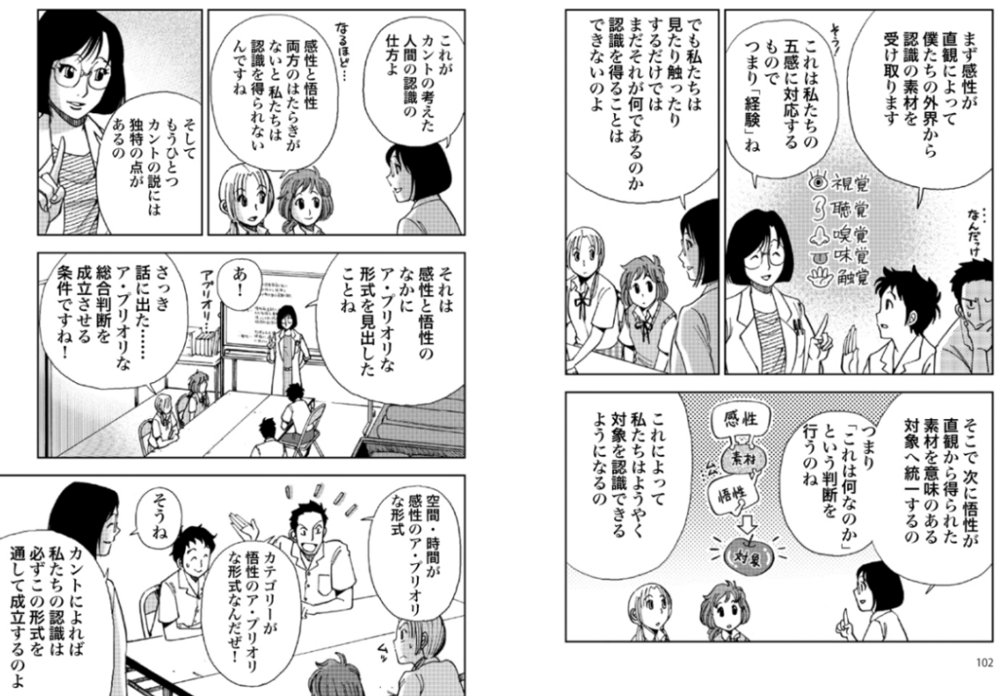 まず感性が
直観によって
僕たちの外界から
認識の素材を
受け取ります
そう!
これは私たちの
五感に対応する
もので
つまり「経験」ね
視覚
聴覚
嗅覚
味覚
触覚
…なんだっけ
でも私たちは
見たり触ったり
するだけでは
まだそれが何であるのか
認識を得ることは
できないのよ
そこで 次に悟性が
直観から得られた
素材を意味のある
対象へ統一するの
つまり
「これは何なのか」
という判断を
行うのね
感性
素材
悟性
対象
これによって
私たちはようやく
対象を認識できる
ようになるの
102
これが
カントの考えた
人間の認識の
仕方よ
なるほど…
感性と悟性
両方のはたらきが
ないと 私たちは
認識を得られない
んですね
そして
もうひとつ
カントの説には
独特の点が
あるの
それは
感性と悟性の
なかに
ア・プリオリな
形式を見出した
ことね
あ!
アプリオリ…
さっき
話に出た……
ア・プリオリな
総合判断を
成立させる
条件ですね!
空間・時間が
感性のア・プリオリ
な形式
カテゴリーが
悟性のア・プリオリ
な形式なんだぜ!
そうね
カントによれば
私たちの認識は
必ずこの形式を
通して成立するのよ